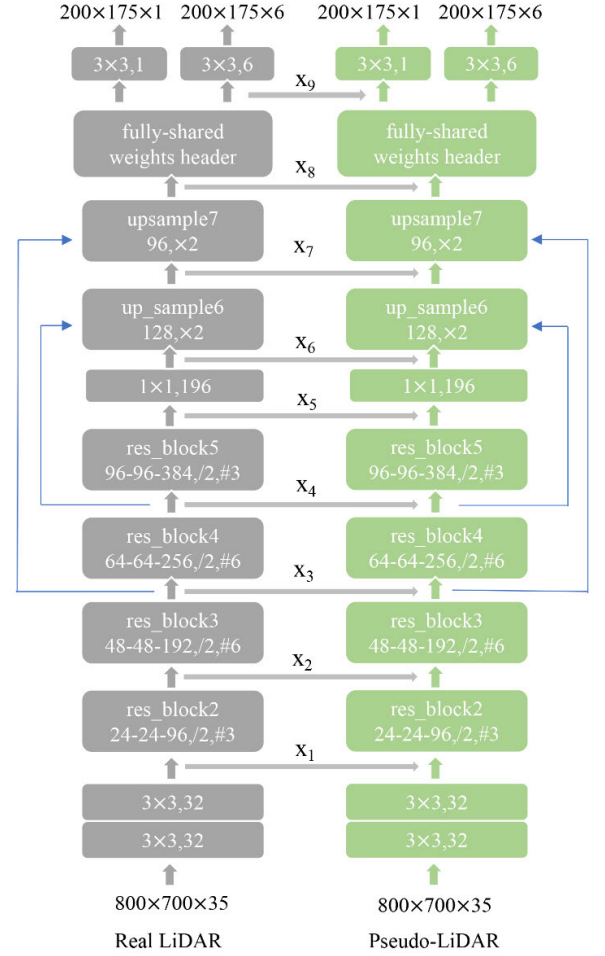 200×175×1 200×175×6 200×175×1 200×175×6
3×3,1 3×3,6 3×3,1 3×3,6
x9
fully-shared
weights header
fully-shared
weights header
x8
upsample7
96,×2
upsample7
96,×2
x7
up_sample6
128,×2
up_sample6
128,×2
x6
1×1,196 1×1,196
x5
res_block5
96-96-384,/2,#3
res_block5
96-96-384,/2,#3
x4
res_block4
64-64-256,/2,#6
res_block4
64-64-256,/2,#6
x3
res_block3
48-48-192,/2,#6
res_block3
48-48-192,/2,#6
x2
res_block2
24-24-96,/2,#3
res_block2
24-24-96,/2,#3
x1
3×3,32 3×3,32
3×3,32 3×3,32
800×700×35 800×700×35
Real LiDAR Pseudo-LiDAR